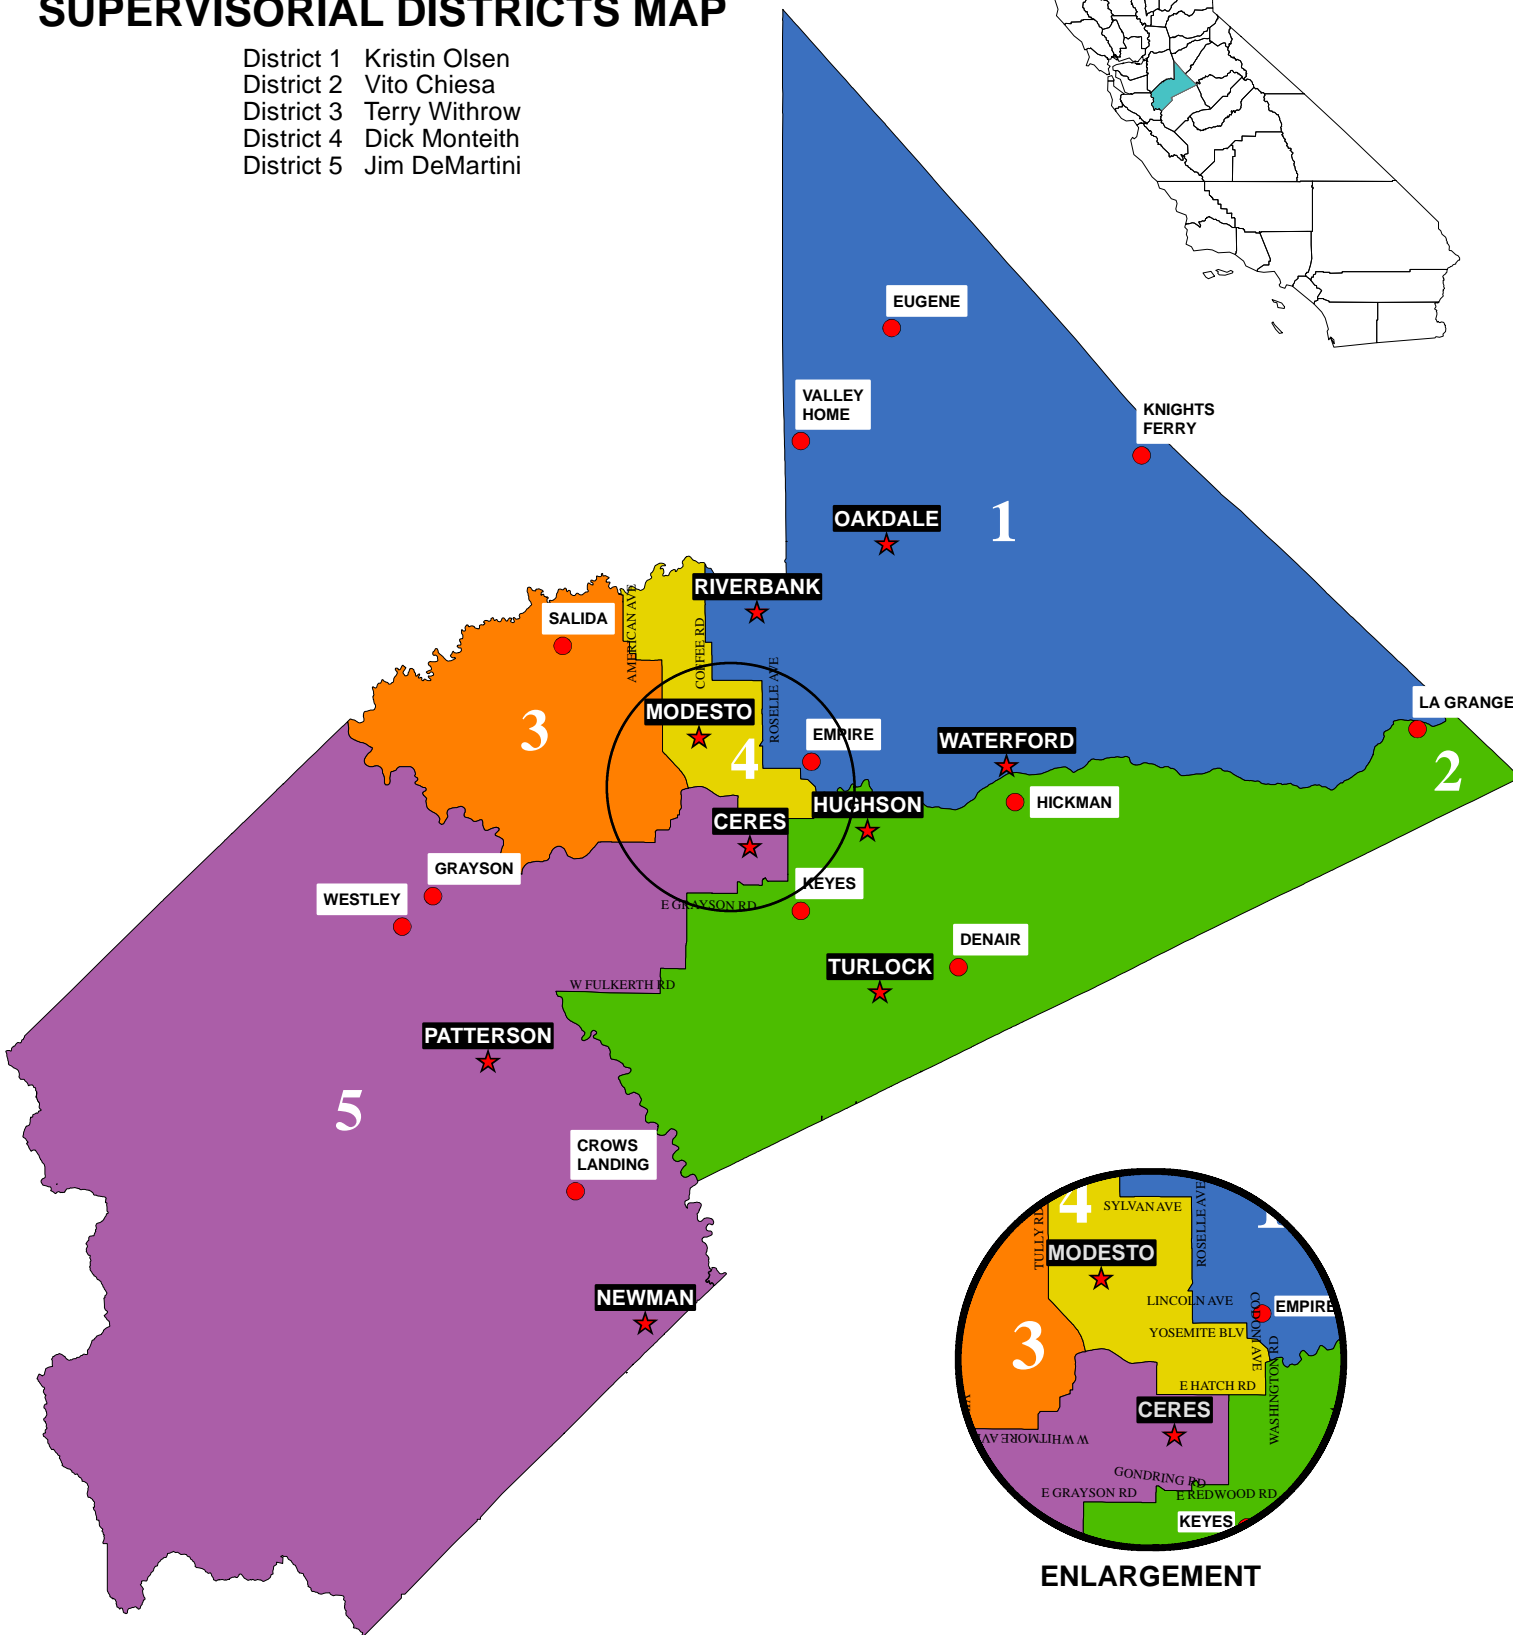 SUPERVISORIAL DISTRICTS MAP
District 1 Kristin Olsen
District 2 Vito Chiesa
District 3 Terry Withrow
District 4 Dick Monteith
District 5 Jim DeMartini
EUGENE
VALLEY
HOME
KNIGHTS
FERRY
OAKDALE
1
RIVERBANK
SALIDA
AMERICAN AVE
COFFEE RD
ROSELLE AVE
LA GRANGE
MODESTO
3
4
EMPIRE
WATERFORD
2
HUGHSON
HICKMAN
CERES
GRAYSON
KEYES
WESTLEY
E GRAYSON RD
DENAIR
TURLOCK
W FULKERTH RD
PATTERSON
5
CROWS
LANDING
NEWMAN
4
SYLVAN AVE
TULLY RD
ROSELLE AVE
MODESTO
LINCOLN AVE
CODONI AVE
EMPIRE
YOSEMITE BLV
3
WASHINGTON RD
E HATCH RD
CERES
W WHITMORE AV
GONDRING RD
E GRAYSON RD
E REDWOOD RD
KEYES
ENLARGEMENT